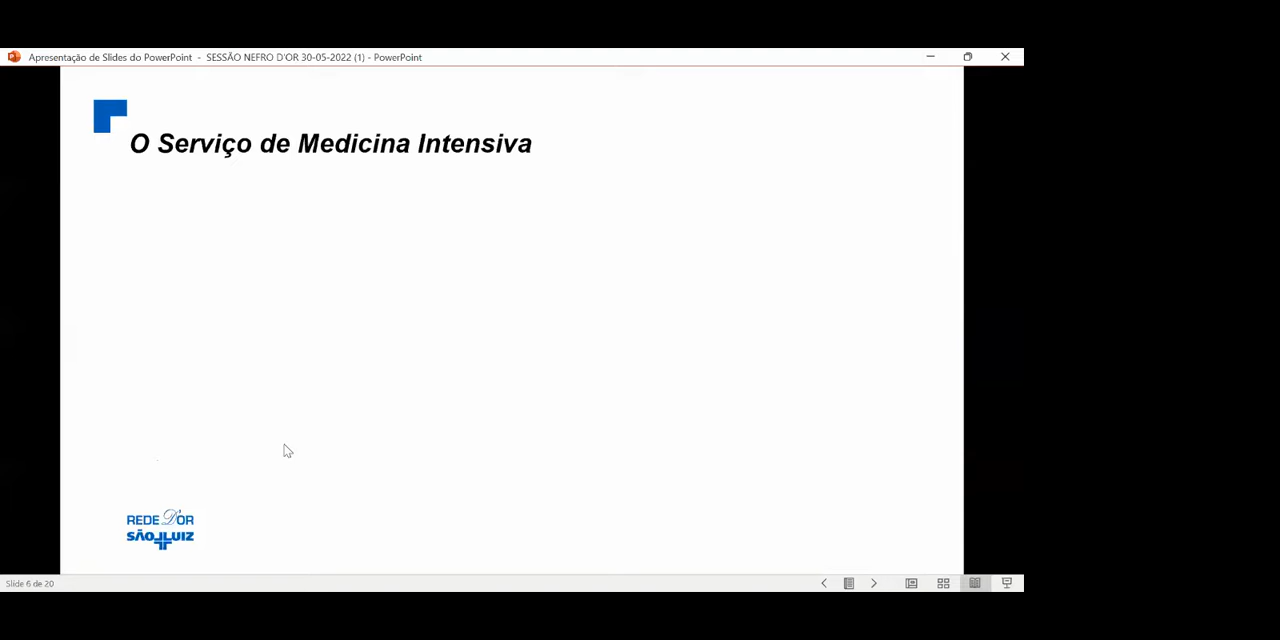 Apresentação de Slides do PowerPoint - SESSÃO NEFRO D'OR 30-05-2022 (1) - PowerPoint
O Serviço de Medicina Intensiva
REDE D'OR
SÃO LUIZ
Slide 6 de 20